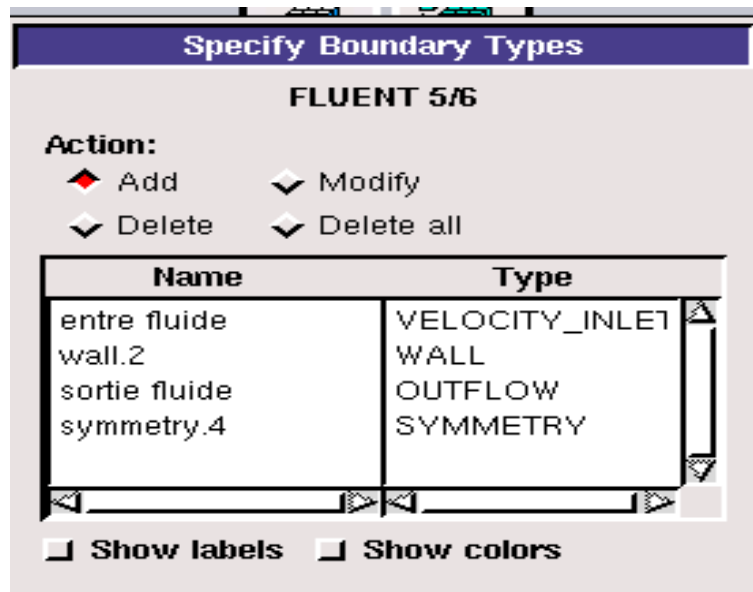 Specify Boundary Types
FLUENT 5/6
Action:
Add Modify
Delete Delete all
Name Type
entre fluide VELOCITY_INLET
wall.2 WALL
sortie fluide OUTFLOW
symmetry.4 SYMMETRY
Show labels Show colors